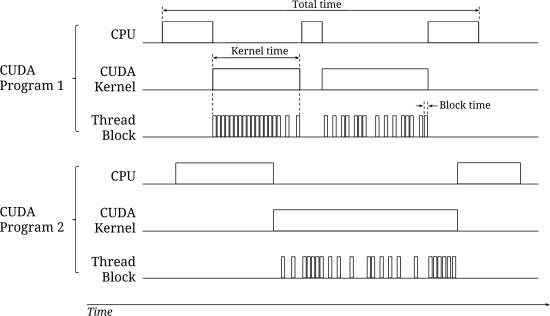 Total time
CPU
Kernel time
CUDA
Kernel
CUDA
Program 1
Thread
Block
Block time
CPU
CUDA
Kernel
CUDA
Program 2
Thread
Block
Time